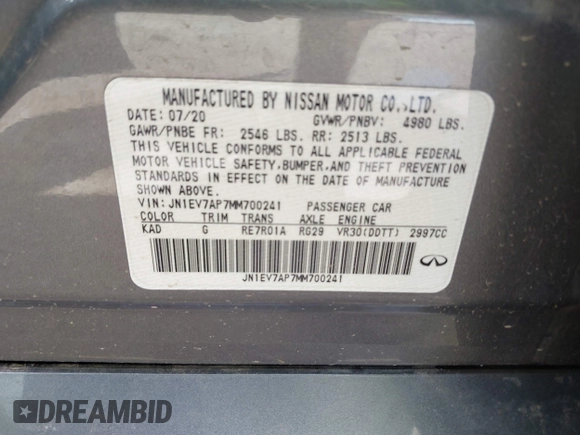 MANUFACTURED BY NISSAN MOTOR CO.,LTD.
DATE: 07/20 GVWR/PNBV: 4980 LBS.
GAWR/PNBE FR: 2546 LBS. RR: 2513 LBS.
THIS VEHICLE CONFORMS TO ALL APPLICABLE FEDERAL
MOTOR VEHICLE SAFETY,BUMPER,AND THEFT PREVENTION
STANDARDS IN EFFECT ON THE DATE OF MANUFACTURE
SHOWN ABOVE.
VIN: JN1EV7AP7MM700241 PASSENGER CAR
COLOR TRIM TRANS AXLE ENGINE
KAD G RE7R01A RG29 VR30(DDTT) 2997CC
JN1EV7AP7MM700241
DREAMBID